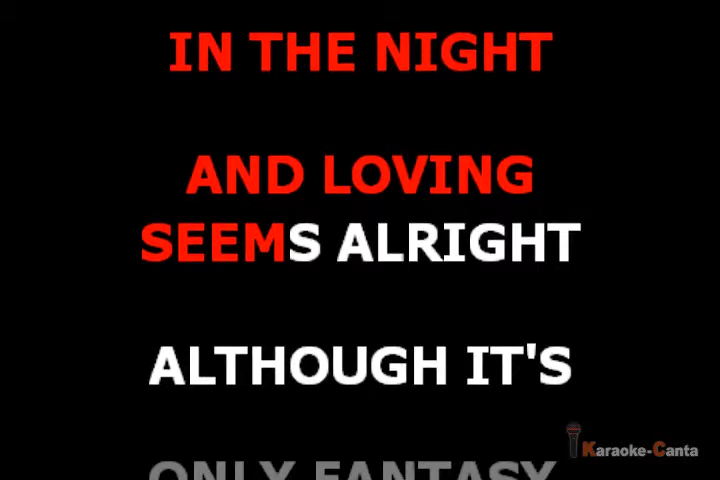 IN THE NIGHT
AND LOVING
SEEMS ALRIGHT
ALTHOUGH IT'S
ONLY FANTASY
Karaoke-Canta